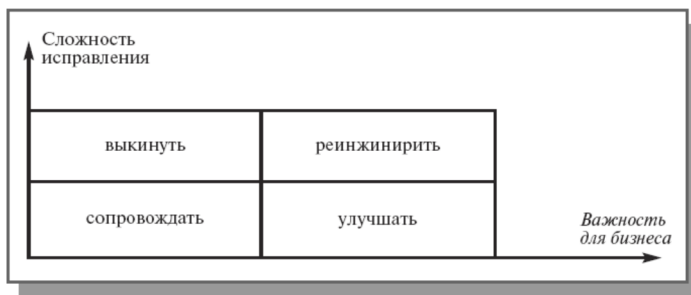 Сложность
исправления
выкинуть
реинжинирить
сопровождать
улучшать
Важность
для бизнеса